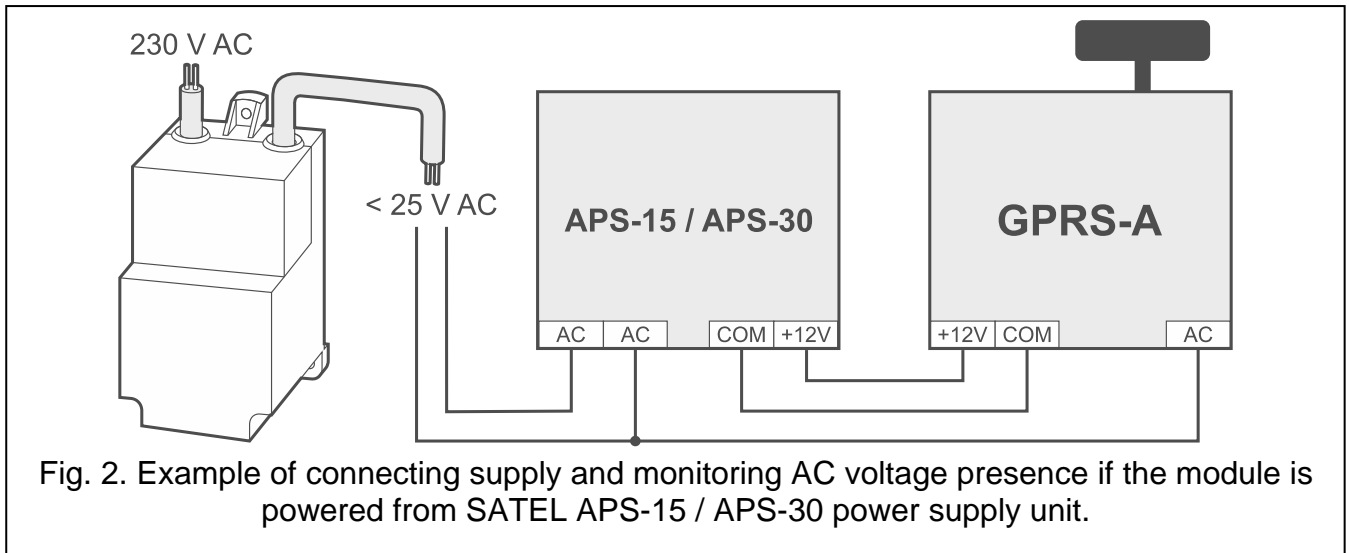 230 V AC
< 25 V AC
APS-15 / APS-30
AC AC COM +12V
GPRS-A
+12V COM AC
Fig. 2. Example of connecting supply and monitoring AC voltage presence if the module is
powered from SATEL APS-15 / APS-30 power supply unit.